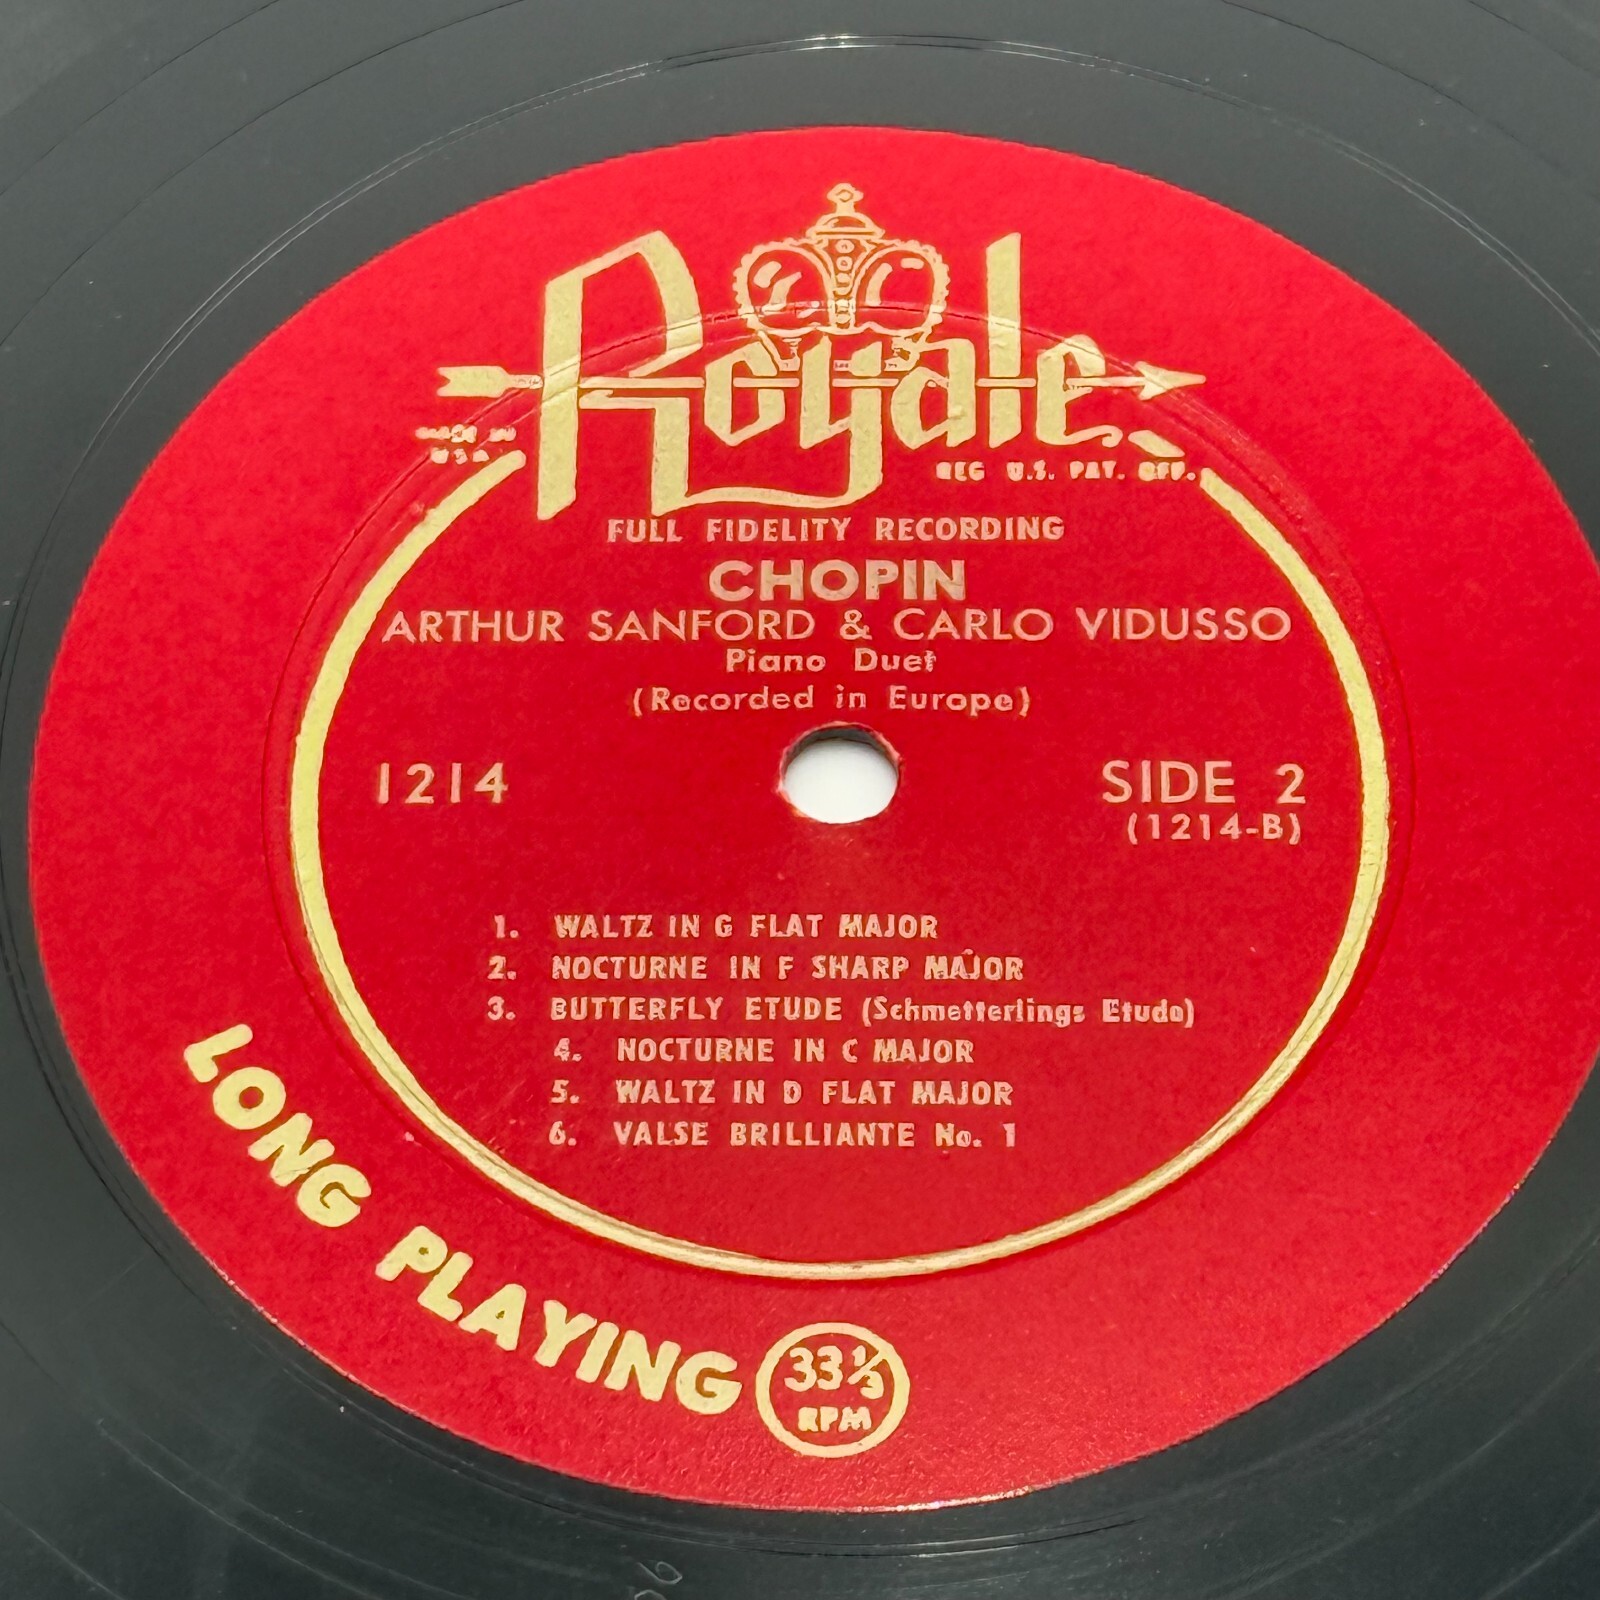 Royale
MADE IN
U S A
REG U.S. PAT. OFF.
FULL FIDELITY RECORDING
CHOPIN
ARTHUR SANFORD & CARLO VIDUSSO
Piano Duet
(Recorded in Europe)
1214
SIDE 2
(1214-B)
1. WALTZ IN G FLAT MAJOR
2. NOCTURNE IN F SHARP MAJOR
3. BUTTERFLY ETUDE (Schmetterlings Etude)
4. NOCTURNE IN C MAJOR
5. WALTZ IN D FLAT MAJOR
6. VALSE BRILLIANTE No. 1
LONG PLAYING
33 1/3
RPM